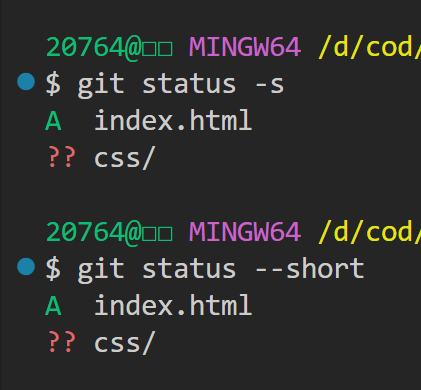 20764@□□ MINGW64 /d/cod/
$ git status -s
A  index.html
?? css/
20764@□□ MINGW64 /d/cod/
$ git status --short
A  index.html
?? css/